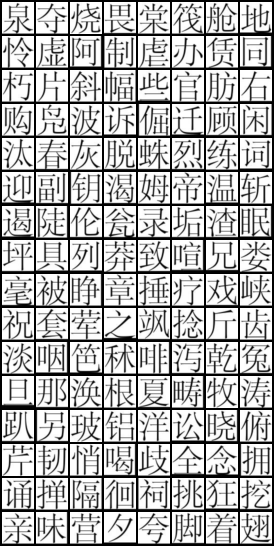 泉夺烧畏棠筏舱地
怜虚阿制虐办赁同
朽片斜幅些官肪右
购凫波诉倔迁顾闲
汰春灰脱蛛烈练词
迎副钥渴姆帝温斩
遏陡伦瓮录垢渣眠
坪具列莽致喧兄娄
毫被睁章捶疗戏峡
祝套荤之飒捻斤齿
淡咽笆秫啡泻乾冤
旦那涣根夏畴牧涛
趴另玻铝洋讼晓俯
芹韧悄喝歧全念拥
诵掸隔徊祠挑狂挖
亲味营夕夸脚着翅